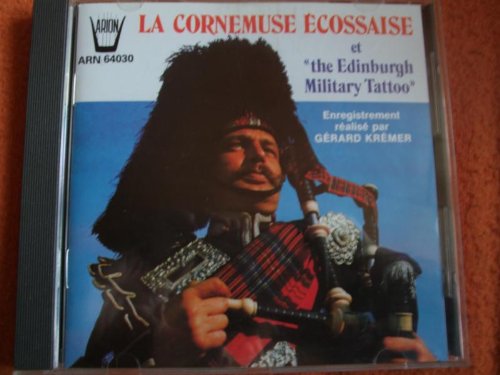 ARION
ARN 64030
LA CORNEMUSE ÉCOSSAISE
et
"the Edinburgh
Military Tattoo"
Enregistrement
réalisé par
GÉRARD KRÉMER